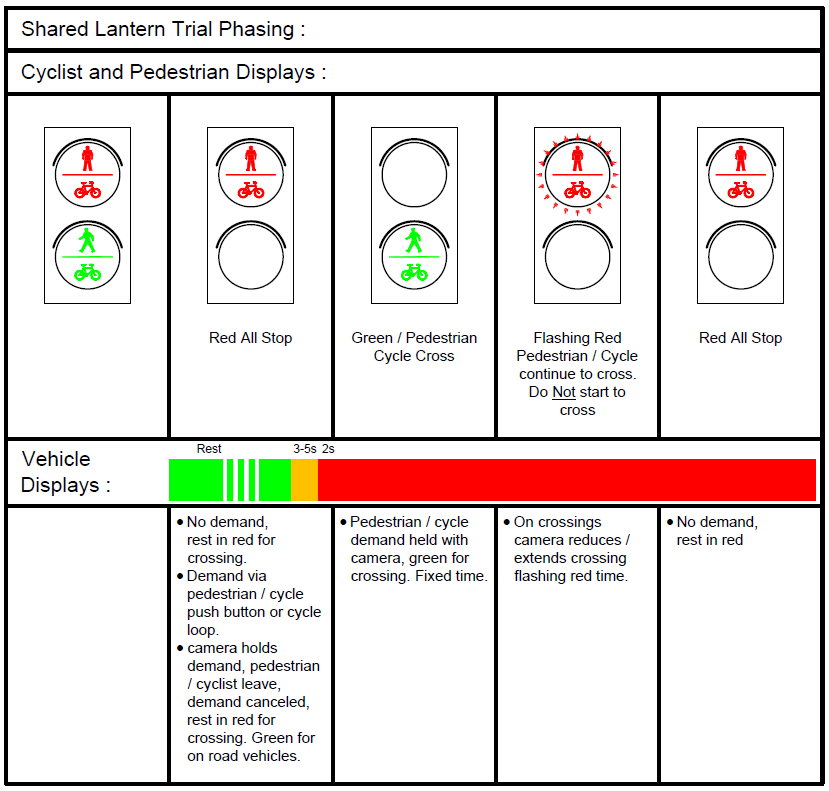 Shared Lantern Trial Phasing :
Cyclist and Pedestrian Displays :
Red All Stop
Green / Pedestrian
Cycle Cross
Flashing Red
Pedestrian / Cycle
continue to cross.
Do Not start to
cross
Red All Stop
Vehicle
Displays :
Rest
3-5s
2s
• No demand,
rest in red for
crossing.
• Demand via
pedestrian / cycle
push button or cycle
loop.
• camera holds
demand, pedestrian
/ cyclist leave,
demand canceled,
rest in red for
crossing. Green for
on road vehicles.
• Pedestrian / cycle
demand held with
camera, green for
crossing. Fixed time.
• On crossings
camera reduces /
extends crossing
flashing red time.
• No demand,
rest in red